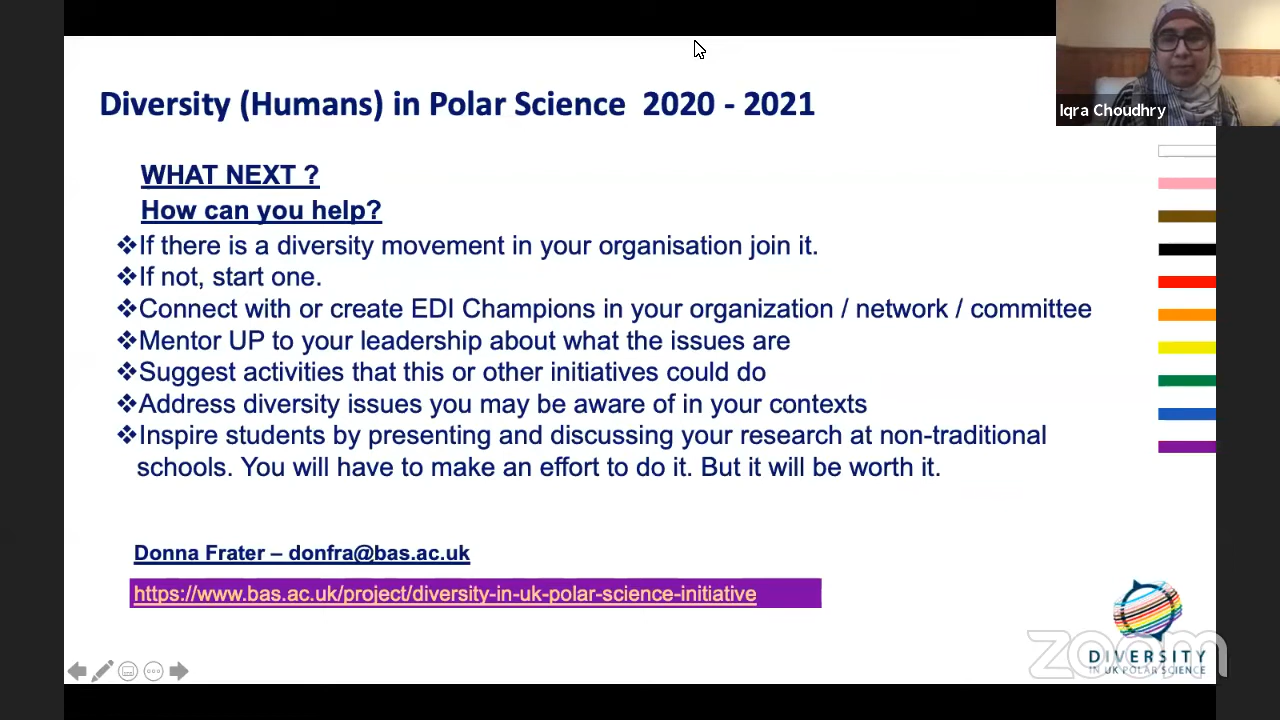 Diversity (Humans) in Polar Science 2020 - 2021
Iqra Choudhry
WHAT NEXT ?
How can you help?
❖If there is a diversity movement in your organisation join it.
❖If not, start one.
❖Connect with or create EDI Champions in your organization / network / committee
❖Mentor UP to your leadership about what the issues are
❖Suggest activities that this or other initiatives could do
❖Address diversity issues you may be aware of in your contexts
❖Inspire students by presenting and discussing your research at non-traditional
schools. You will have to make an effort to do it. But it will be worth it.
Donna Frater – donfra@bas.ac.uk
https://www.bas.ac.uk/project/diversity-in-uk-polar-science-initiative
zoom
DIVERSITY
IN UK POLAR SCIENCE